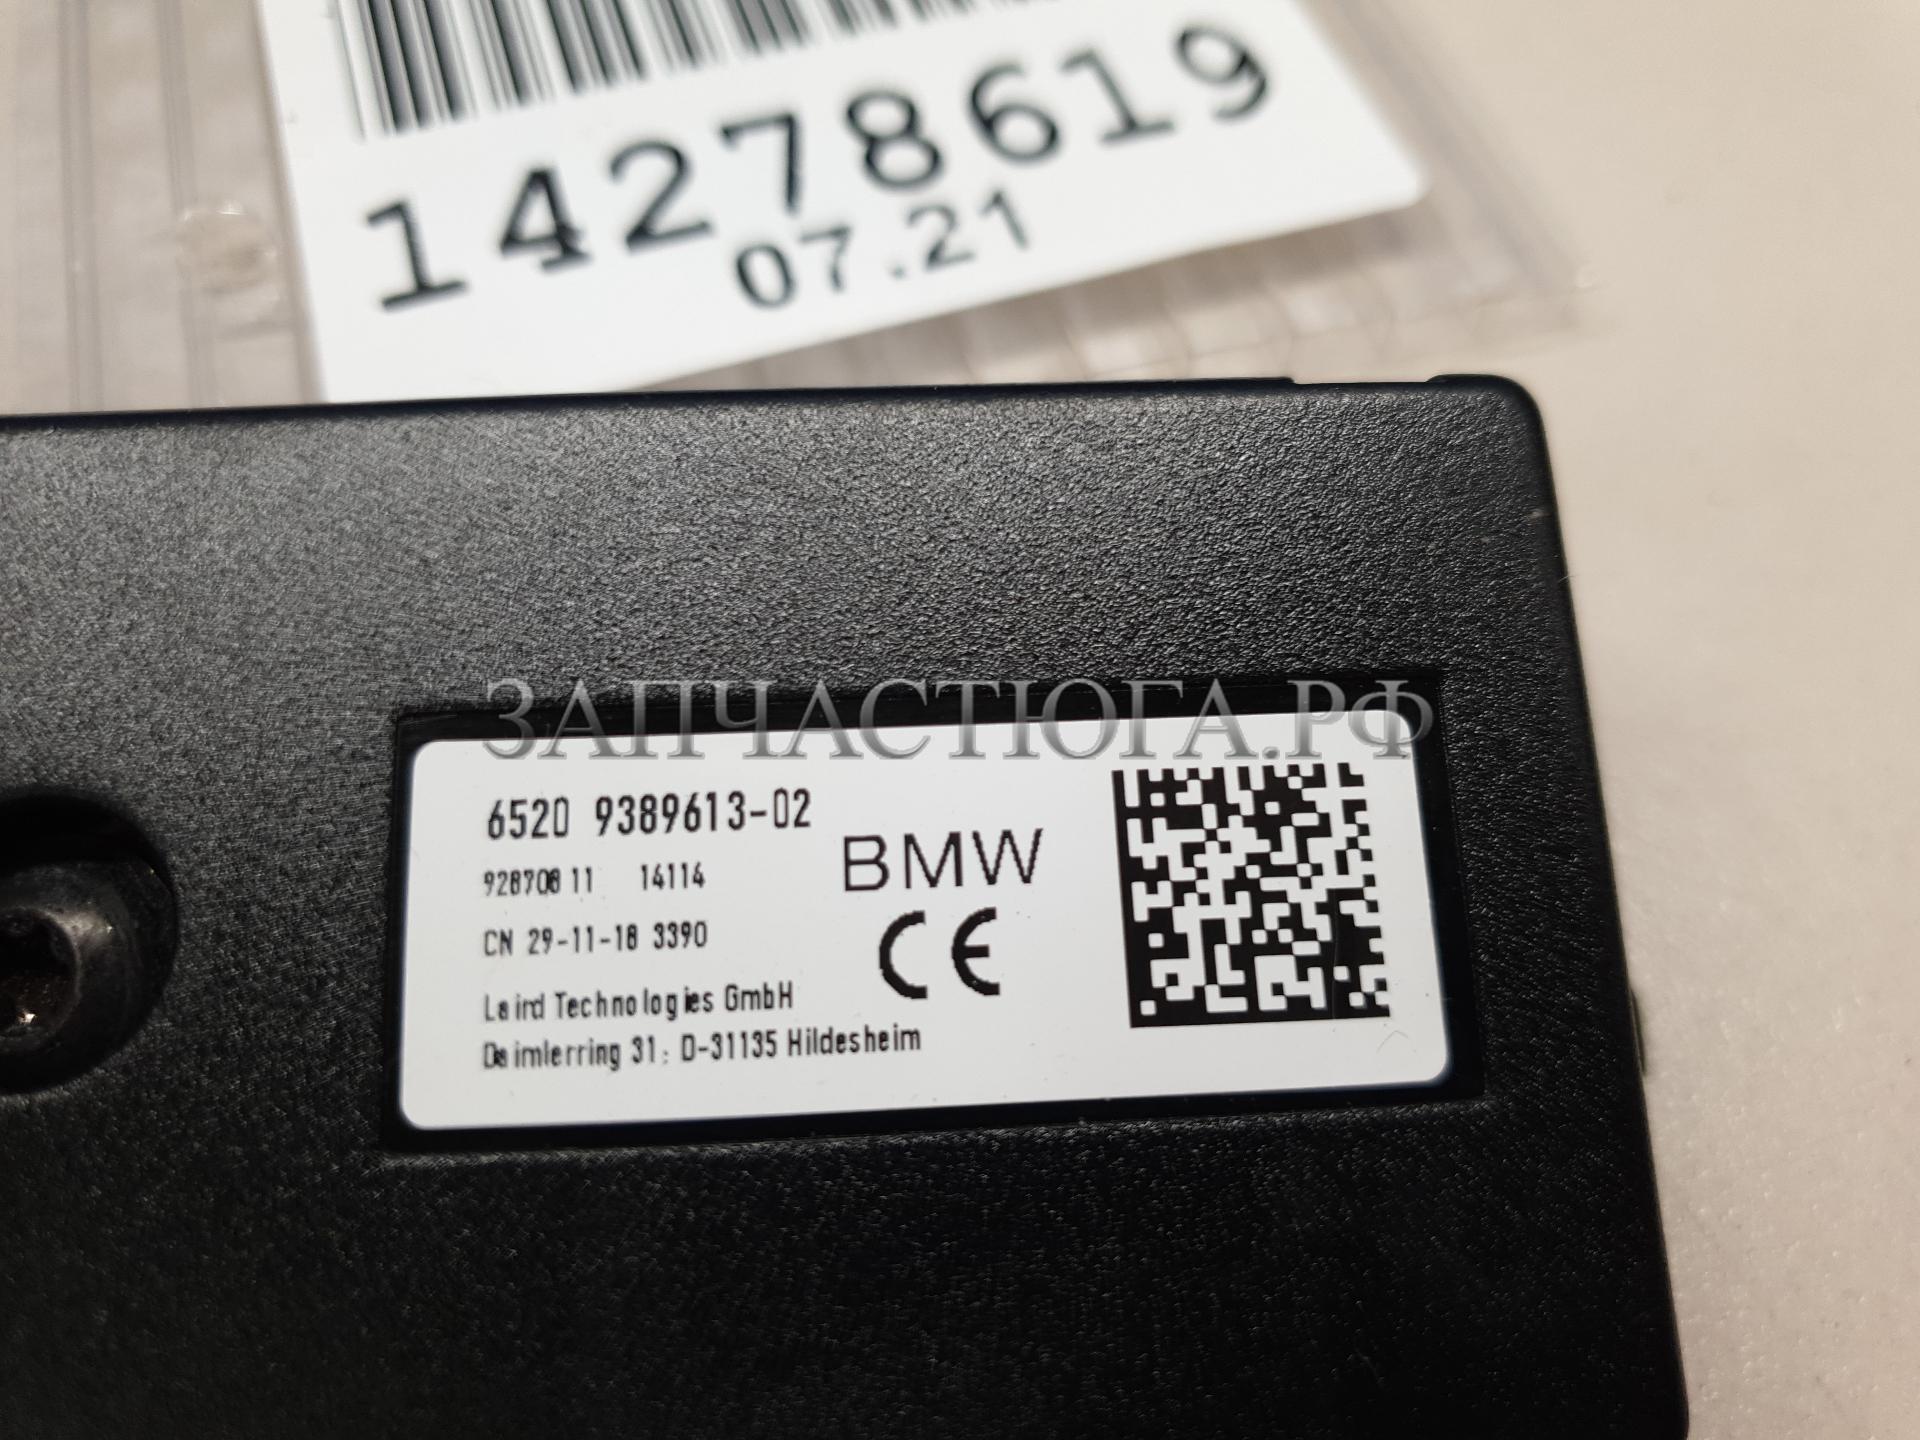 14278619
07.21
ЗАПЧАСТЮГА.РФ
6520 9389613-02
928708 11 14114
BMW
CN 29-11-18 3390
CE
Laird Technologies GmbH
Daimlerring 31; D-31135 Hildesheim